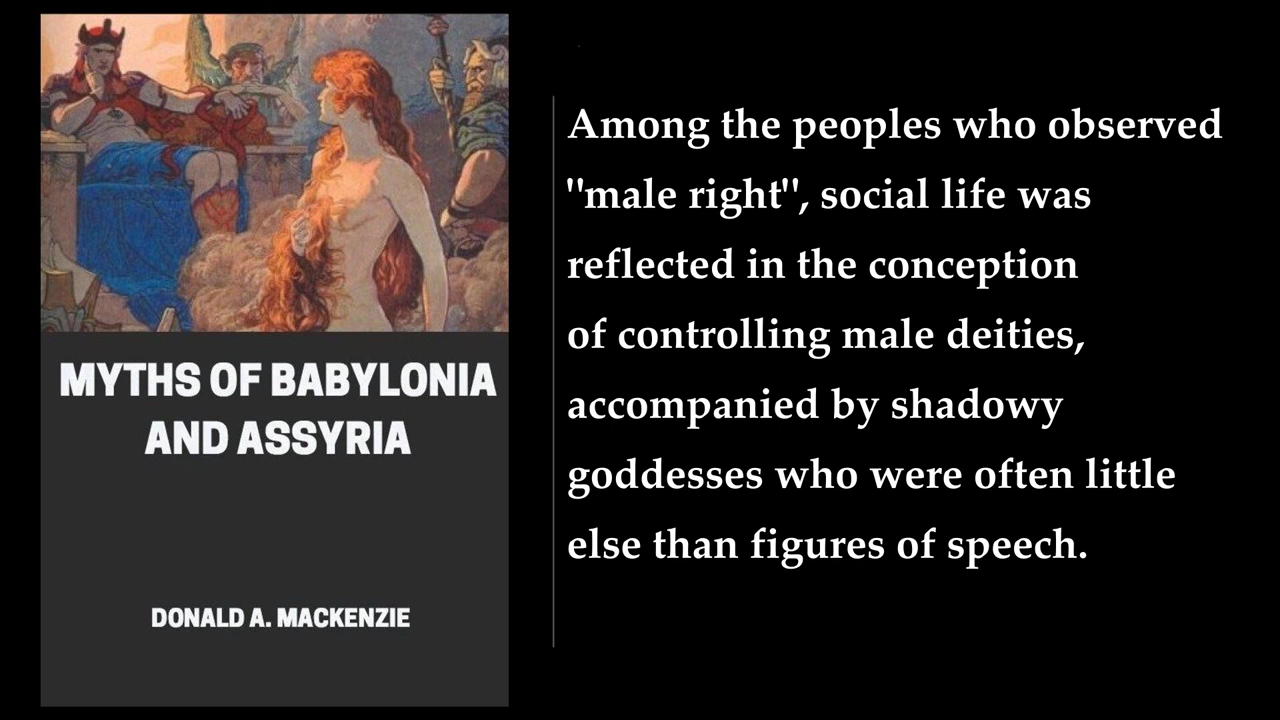 MYTHS OF BABYLONIA
AND ASSYRIA
DONALD A. MACKENZIE
Among the peoples who observed
"male right", social life was
reflected in the conception
of controlling male deities,
accompanied by shadowy
goddesses who were often little
else than figures of speech.